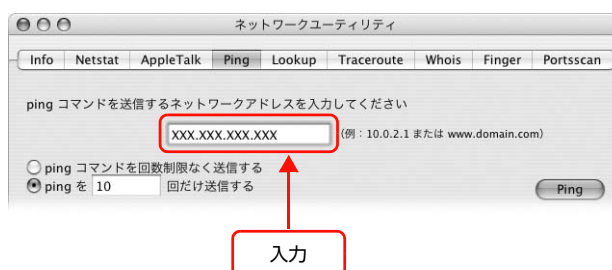 ネットワークユーティリティ
Info Netstat AppleTalk Ping Lookup Traceroute Whois Finger Portsscan
ping コマンドを送信するネットワークアドレスを入力してください
XXX.XXX.XXX.XXX (例：10.0.2.1 または www.domain.com)
ping コマンドを回数制限なく送信する
ping を 10 回だけ送信する
Ping
入力